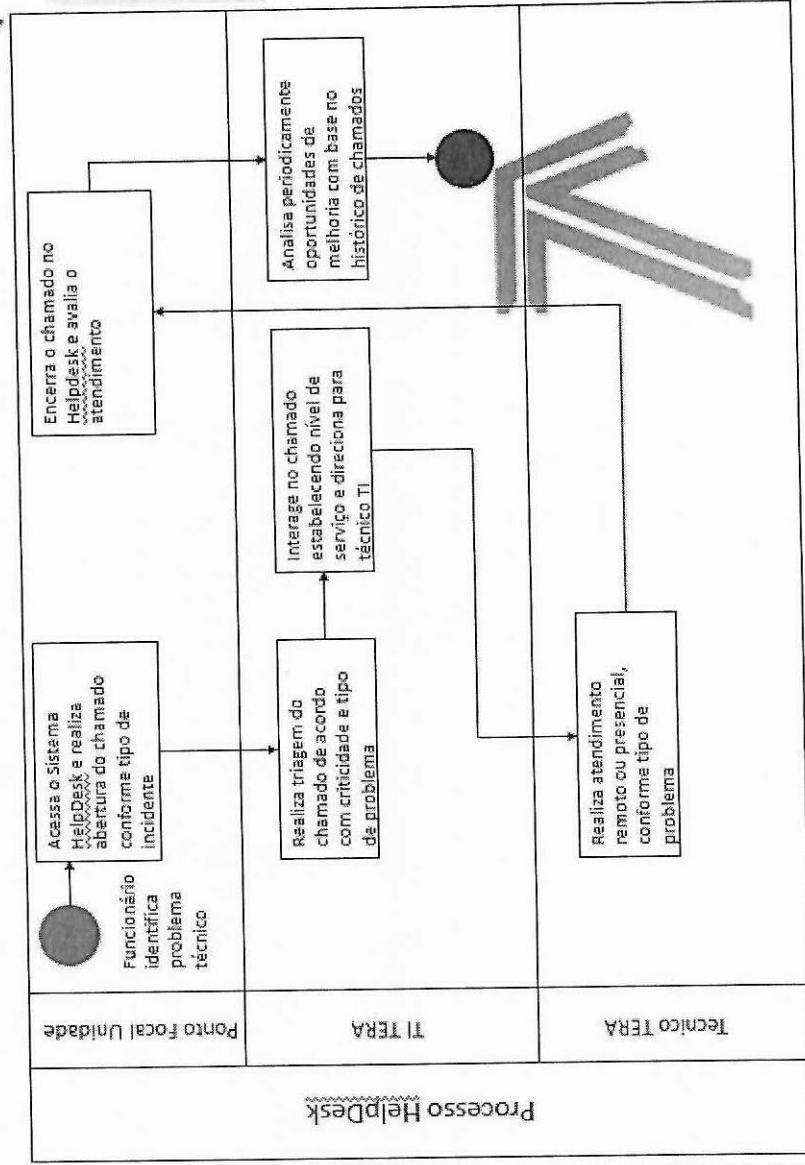 Processo HelpDesk
Ponto Focal Unidade
Funcionário
identifica
problema
técnico
Acessa o Sistema
HelpDesk e realiza
abertura do chamado
conforme tipo de
incidente
Encerra o chamado no
Helpdesk e avalia o
atendimento
TI TERA
Realiza triagem do
chamado de acordo
com criticidade e tipo
de problema
Interage no chamado
estabelecendo nível de
serviço e direciona para
técnico TI
Analisa periodicamente
oportunidades de
melhoria com base no
histórico de chamados
Tecnico TERA
Realiza atendimento
remoto ou presencial,
conforme tipo de
problema